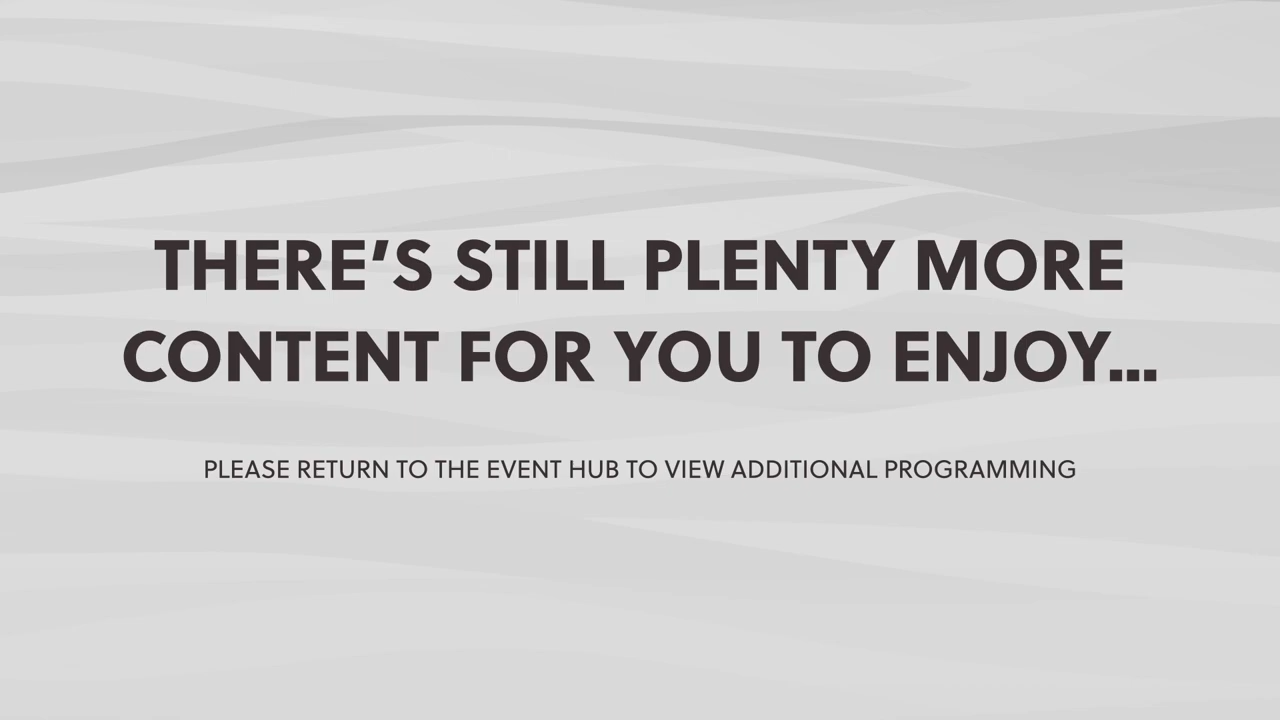 THERE’S STILL PLENTY MORE
CONTENT FOR YOU TO ENJOY...
PLEASE RETURN TO THE EVENT HUB TO VIEW ADDITIONAL PROGRAMMING